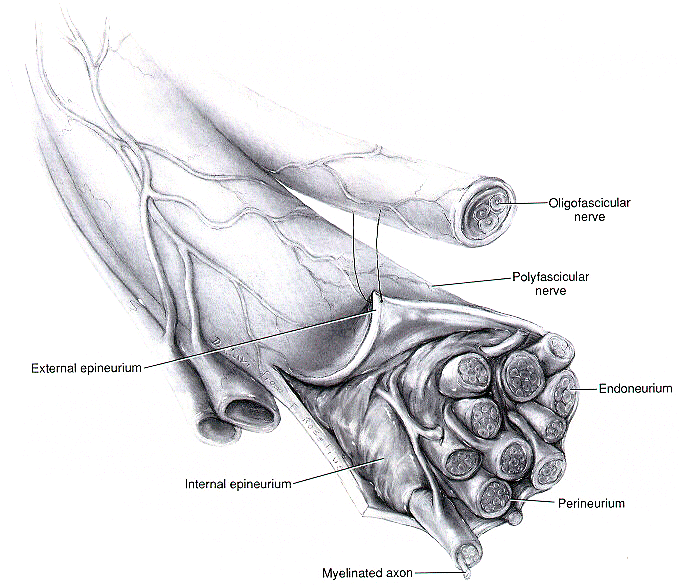 Oligofascicular
nerve
Polyfascicular
nerve
External epineurium
Endoneurium
Internal epineurium
Perineurium
Myelinated axon